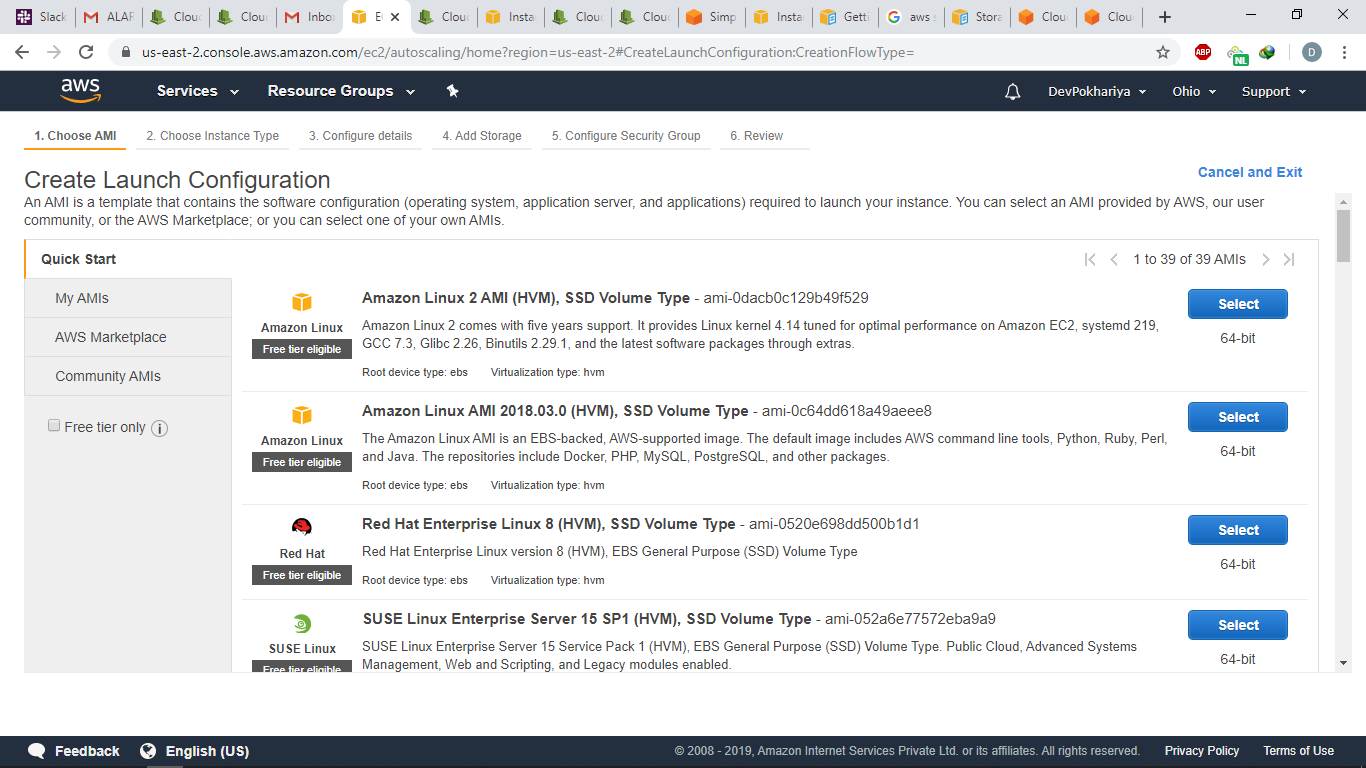 Slack
ALAR
Clou
Clou
Inbo
E
Clou
Insta
Clou
Clou
Simp
Insta
Getti
aws s
Stora
Clou
Clou
us-east-2.console.aws.amazon.com/ec2/autoscaling/home?region=us-east-2#CreateLaunchConfiguration:CreationFlowType=
ABP
NL
D
aws
Services
Resource Groups
DevPokhariya
Ohio
Support
1. Choose AMI
2. Choose Instance Type
3. Configure details
4. Add Storage
5. Configure Security Group
6. Review
Create Launch Configuration
Cancel and Exit
An AMI is a template that contains the software configuration (operating system, application server, and applications) required to launch your instance. You can select an AMI provided by AWS, our user
community, or the AWS Marketplace; or you can select one of your own AMIs.
Quick Start
My AMIs
AWS Marketplace
Community AMIs
Free tier only
1 to 39 of 39 AMIs
Amazon Linux
Free tier eligible
Amazon Linux 2 AMI (HVM), SSD Volume Type - ami-0dacb0c129b49f529
Amazon Linux 2 comes with five years support. It provides Linux kernel 4.14 tuned for optimal performance on Amazon EC2, systemd 219,
GCC 7.3, Glibc 2.26, Binutils 2.29.1, and the latest software packages through extras.
Root device type: ebs Virtualization type: hvm
Select
64-bit
Amazon Linux
Free tier eligible
Amazon Linux AMI 2018.03.0 (HVM), SSD Volume Type - ami-0c64dd618a49aeee8
The Amazon Linux AMI is an EBS-backed, AWS-supported image. The default image includes AWS command line tools, Python, Ruby, Perl,
and Java. The repositories include Docker, PHP, MySQL, PostgreSQL, and other packages.
Root device type: ebs Virtualization type: hvm
Select
64-bit
Red Hat
Free tier eligible
Red Hat Enterprise Linux 8 (HVM), SSD Volume Type - ami-0520e698dd500b1d1
Red Hat Enterprise Linux version 8 (HVM), EBS General Purpose (SSD) Volume Type
Root device type: ebs Virtualization type: hvm
Select
64-bit
SUSE Linux
Free tier eligible
SUSE Linux Enterprise Server 15 SP1 (HVM), SSD Volume Type - ami-052a6e77572eba9a9
SUSE Linux Enterprise Server 15 Service Pack 1 (HVM), EBS General Purpose (SSD) Volume Type. Public Cloud, Advanced Systems
Management, Web and Scripting, and Legacy modules enabled.
Select
64-bit
Feedback
English (US)
© 2008 - 2019, Amazon Internet Services Private Ltd. or its affiliates. All rights reserved.
Privacy Policy
Terms of Use